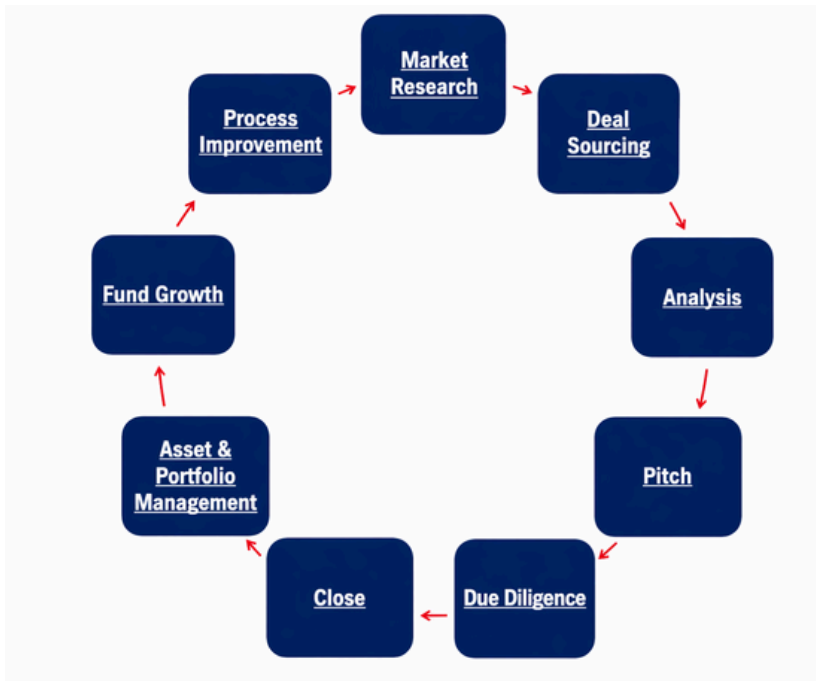 Market
Research
Deal
Sourcing
Analysis
Pitch
Due Diligence
Close
Asset &
Portfolio
Management
Fund Growth
Process
Improvement